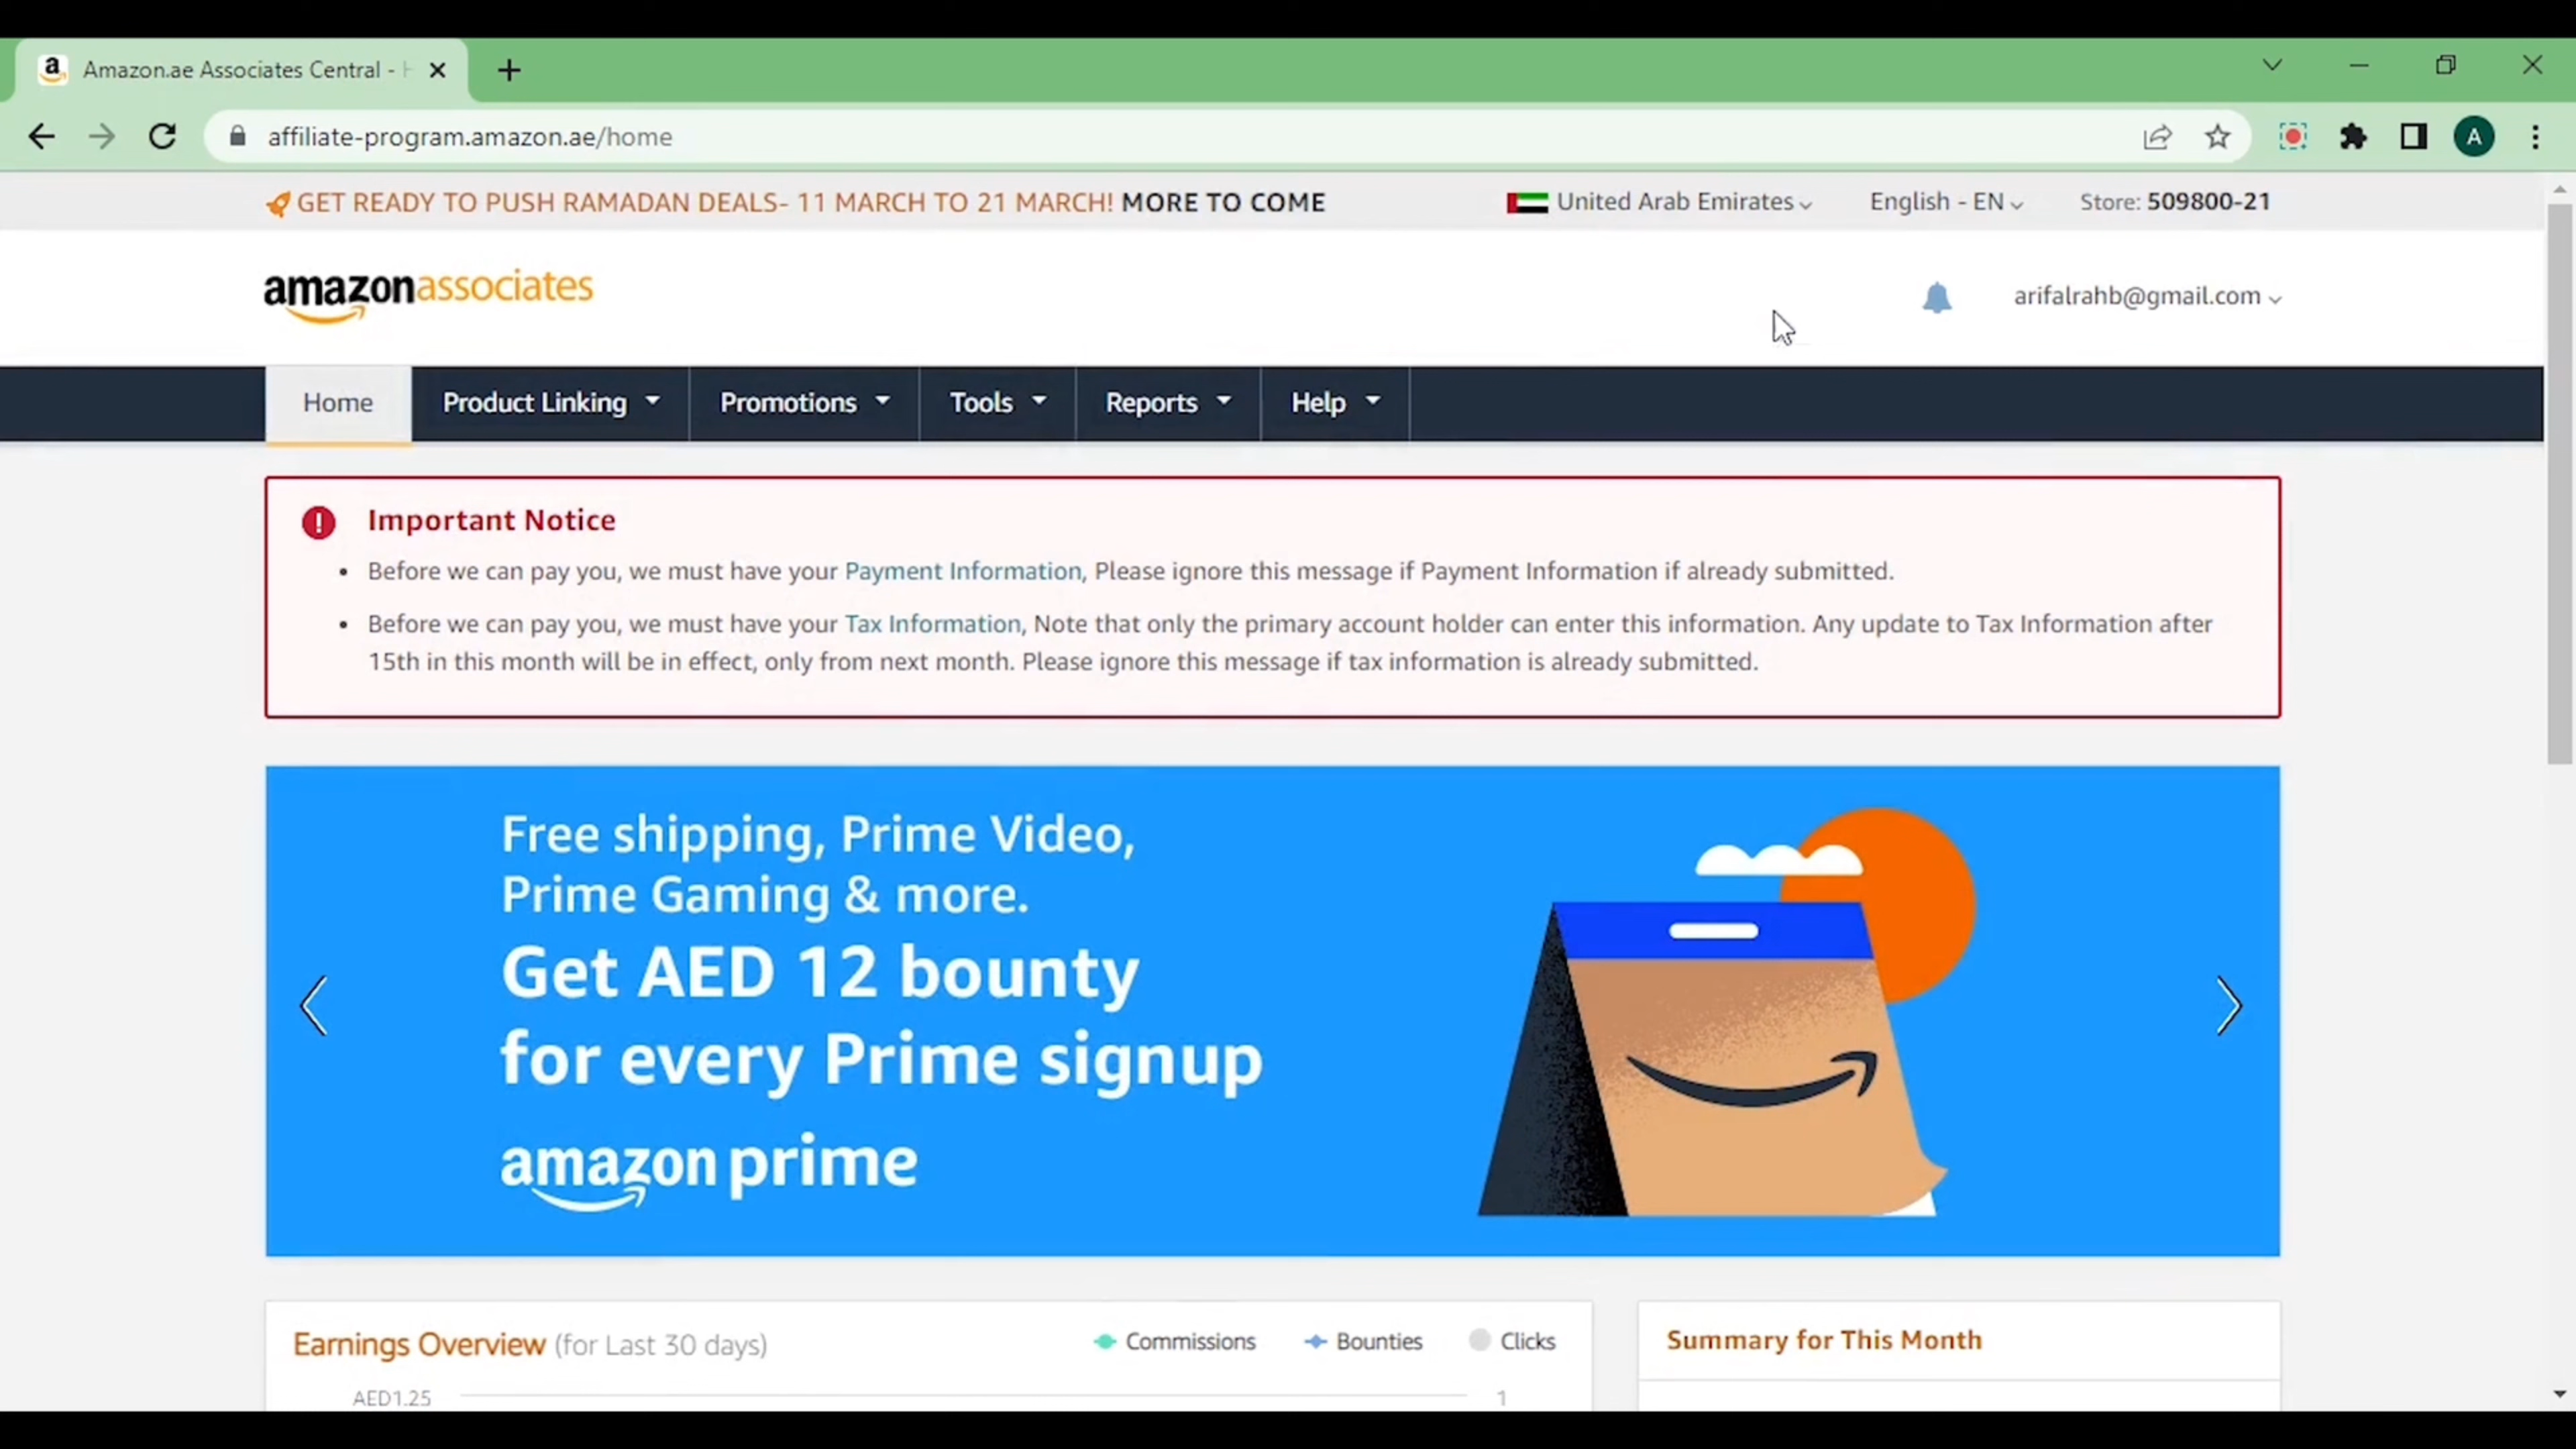 Amazon.ae Associates Central -
affiliate-program.amazon.ae/home
A
GET READY TO PUSH RAMADAN DEALS- 11 MARCH TO 21 MARCH! MORE TO COME
United Arab Emirates
English - EN
Store: 509800-21
amazonassociates
arifalrahb@gmail.com
Home
Product Linking
Promotions
Tools
Reports
Help
Important Notice
• Before we can pay you, we must have your Payment Information, Please ignore this message if Payment Information if already submitted.
• Before we can pay you, we must have your Tax Information, Note that only the primary account holder can enter this information. Any update to Tax Information after
15th in this month will be in effect, only from next month. Please ignore this message if tax information is already submitted.
Free shipping, Prime Video,
Prime Gaming & more.
Get AED 12 bounty
for every Prime signup
amazon prime
Earnings Overview (for Last 30 days)
Commissions
Bounties
Clicks
Summary for This Month
AED1.25
1